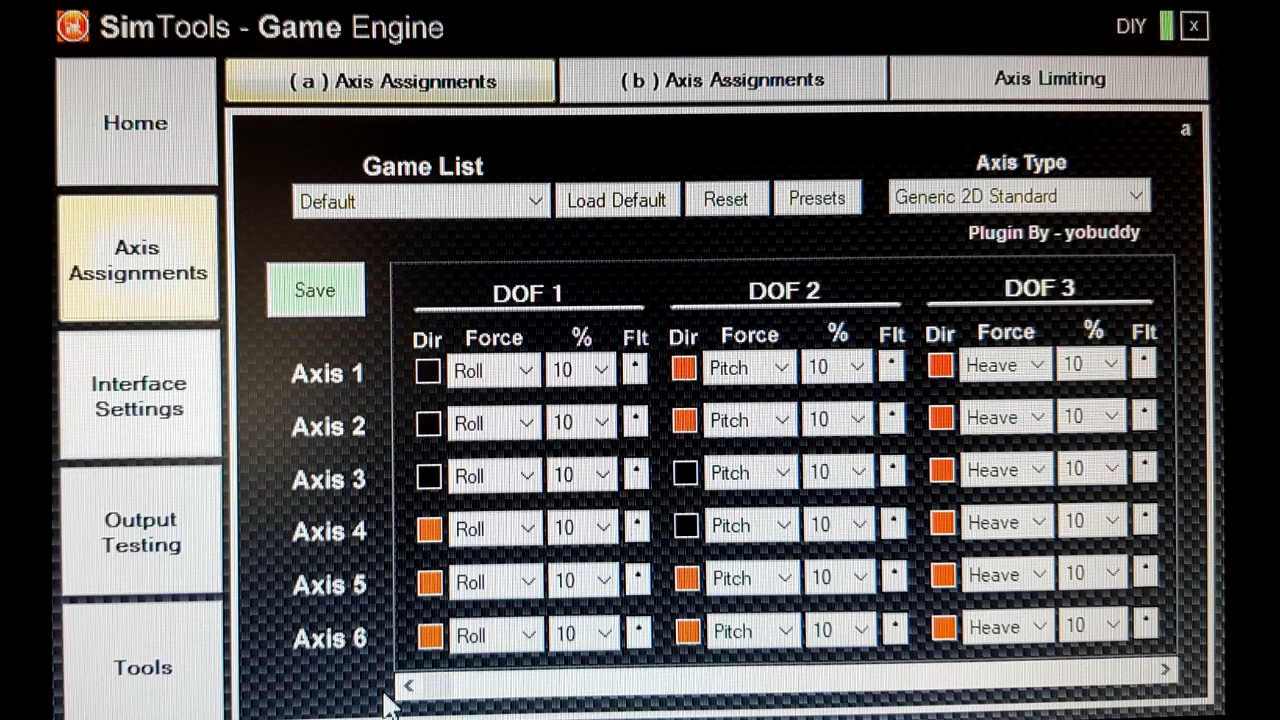 SimTools - Game Engine
DIY
x
Home
Axis
Assignments
Interface
Settings
Output
Testing
Tools
( a ) Axis Assignments
( b ) Axis Assignments
Axis Limiting
a
Game List
Default
Load Default
Reset
Presets
Axis Type
Generic 2D Standard
Plugin By - yobuddy
Save
DOF 1 DOF 2 DOF 3
Dir Force % Flt Dir Force % Flt Dir Force % Flt
Axis 1 Roll 10 * Pitch 10 * Heave 10 *
Axis 2 Roll 10 * Pitch 10 * Heave 10 *
Axis 3 Roll 10 * Pitch 10 * Heave 10 *
Axis 4 Roll 10 * Pitch 10 * Heave 10 *
Axis 5 Roll 10 * Pitch 10 * Heave 10 *
Axis 6 Roll 10 * Pitch 10 * Heave 10 *